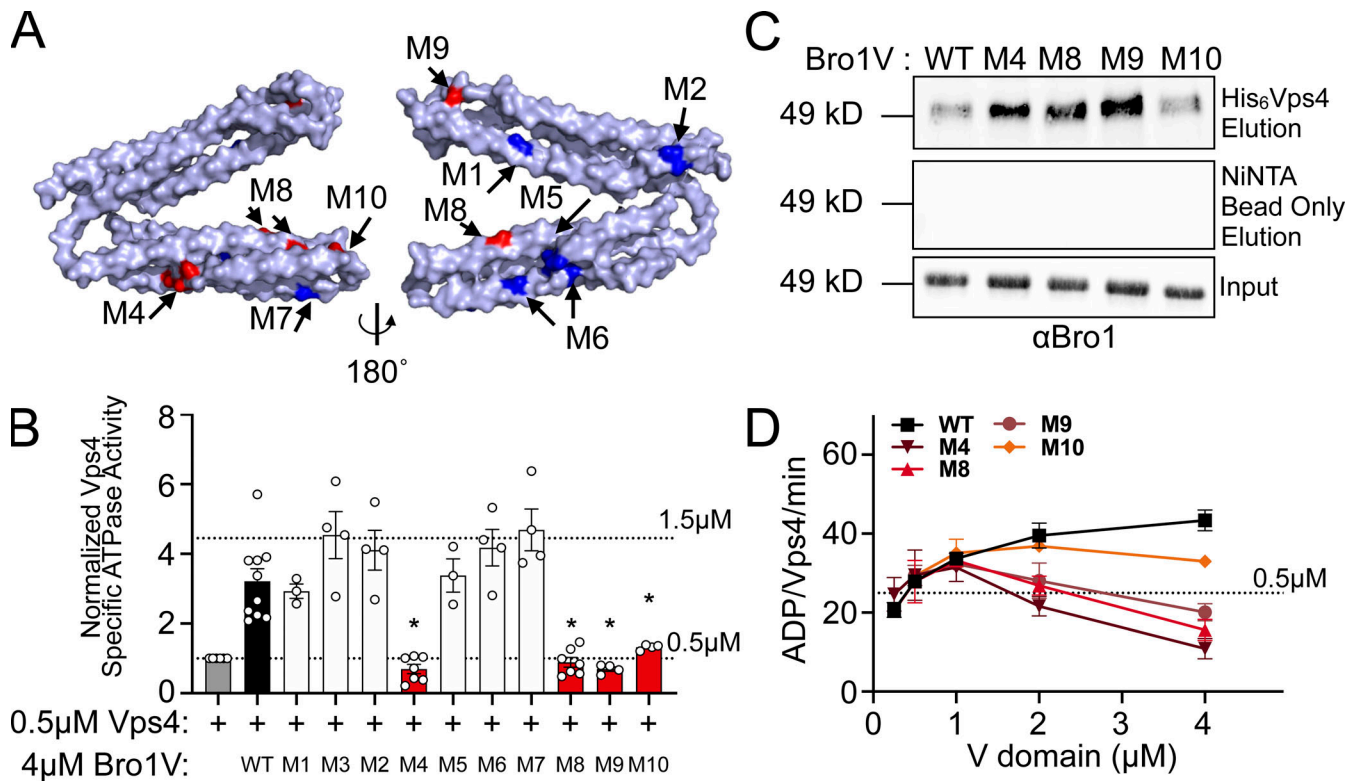 A
M9
M2
M8
M10
M1
M5
M8
M4
M7
M6
180°
C
Bro1V : WT M4 M8 M9 M10
49 kD
His₆Vps4
Elution
49 kD
NiNTA
Bead Only
Elution
49 kD
Input
αBro1
B
Normalized Vps4
Specific ATPase Activity
8
6
4
2
0
1.5µM
0.5µM
* * * *
0.5µM Vps4: + + + + + + + + + + +
4µM Bro1V: WT M1 M3 M2 M4 M5 M6 M7 M8 M9 M10
D
ADP/Vps4/min
60
40
20
0
WT M9
M4 M10
M8
0.5µM
0 1 2 3 4
V domain (µM)